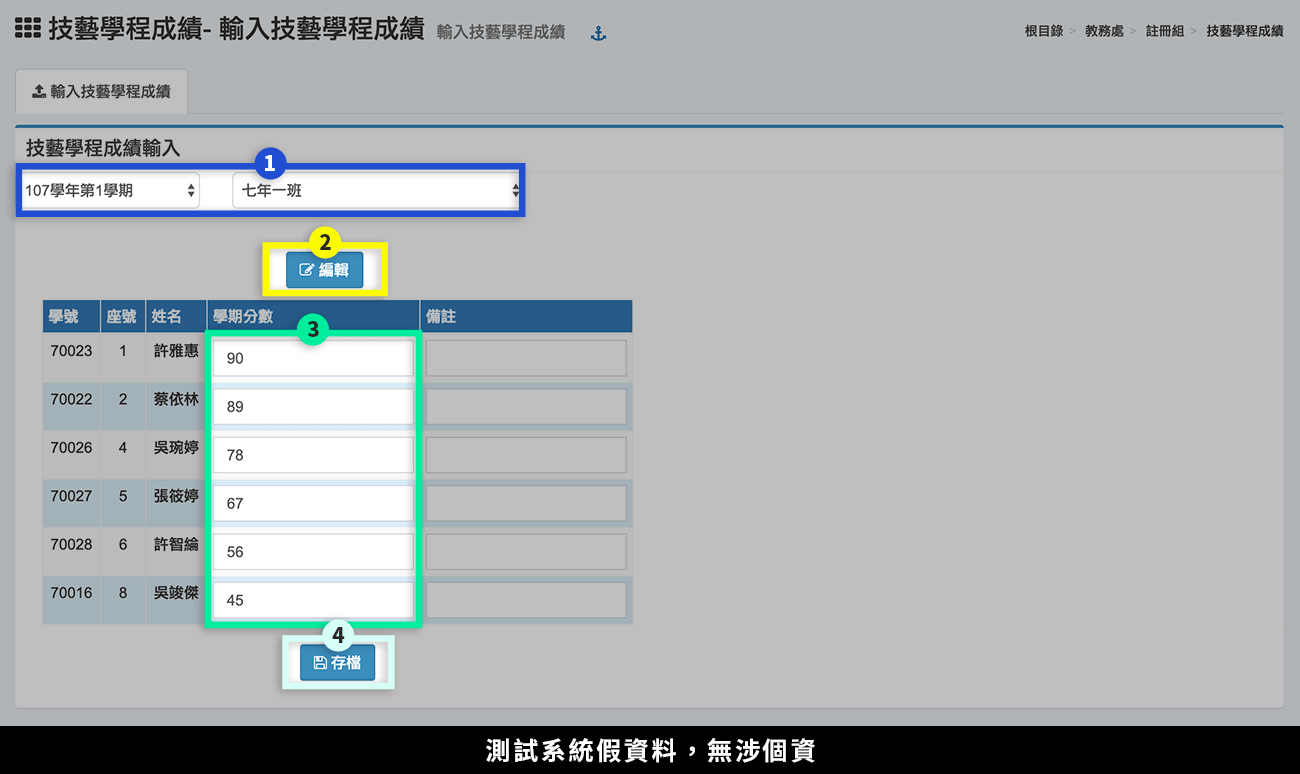 技藝學程成績- 輸入技藝學程成績 輸入技藝學程成績
根目錄 > 教務處 > 註冊組 > 技藝學程成績
輸入技藝學程成績
技藝學程成績輸入
1
107學年第1學期 七年一班
2
編輯
學號 座號 姓名 學期分數 備註
3
70023 1 許雅惠 90
70022 2 蔡依林 89
70026 4 吳琬婷 78
70027 5 張筱婷 67
70028 6 許智綸 56
70016 8 吳竣傑 45
4
存檔
測試系統假資料，無涉個資